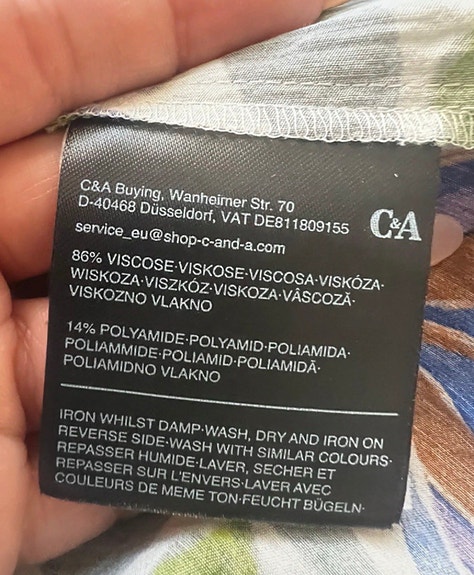 C&A Buying, Wanheimer Str. 70
D-40468 Düsseldorf, VAT DE811809155
service_eu@shop-c-and-a.com
C&A
86% VISCOSE·VISKOSE·VISCOSA·VISKÓZA·
WISKOZA·VISZKÓZ·VISKOZA·VÂSCOZĂ·
VISKOZNO VLAKNO
14% POLYAMIDE·POLYAMID·POLIAMIDA·
POLIAMMIDE·POLIAMID·POLIAMIDĂ·
POLIAMIDNO VLAKNO
IRON WHILST DAMP·WASH, DRY AND IRON ON
REVERSE SIDE·WASH WITH SIMILAR COLOURS·
REPASSER HUMIDE·LAVER, SECHER ET
REPASSER SUR L'ENVERS·LAVER AVEC
COULEURS DE MEME TON·FEUCHT BÜGELN·